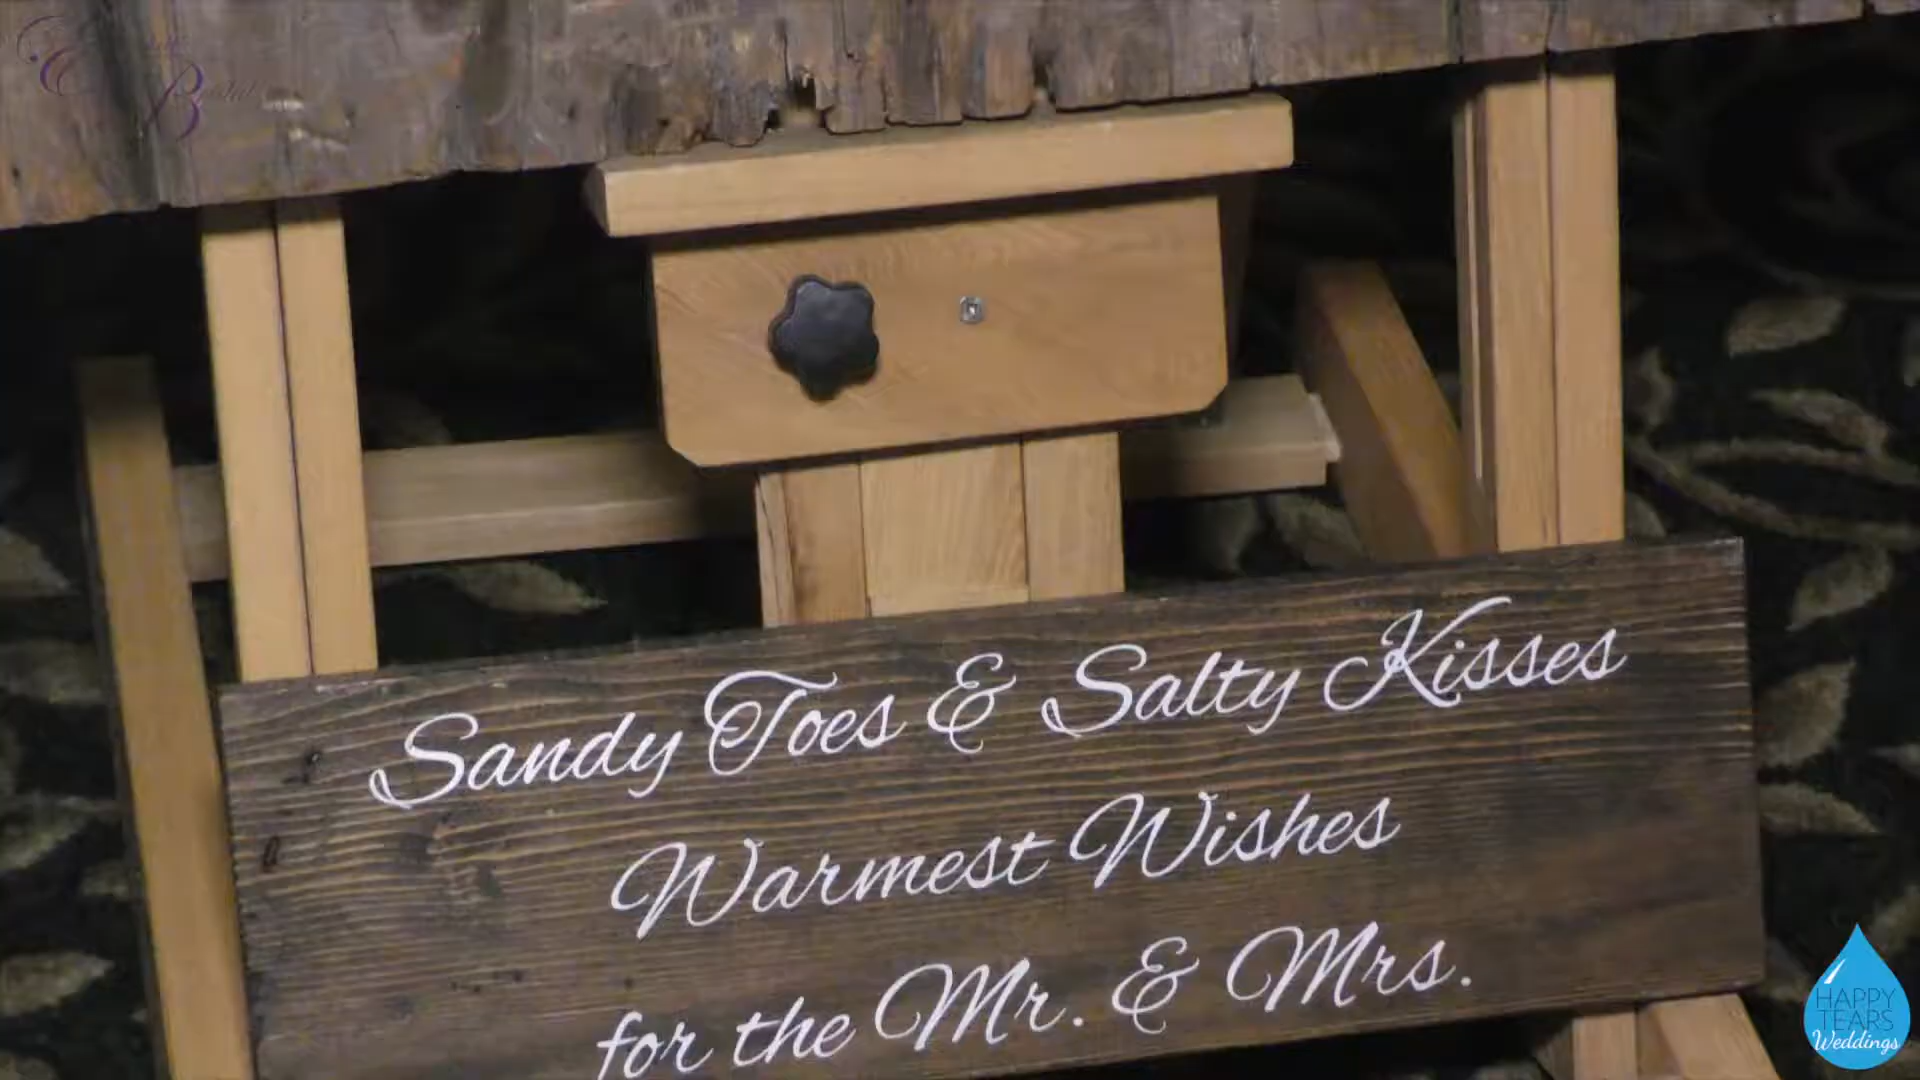 Sandy Toes & Salty Kisses
Warmest Wishes
for the Mr. & Mrs.
HAPPY
TEARS
Weddings